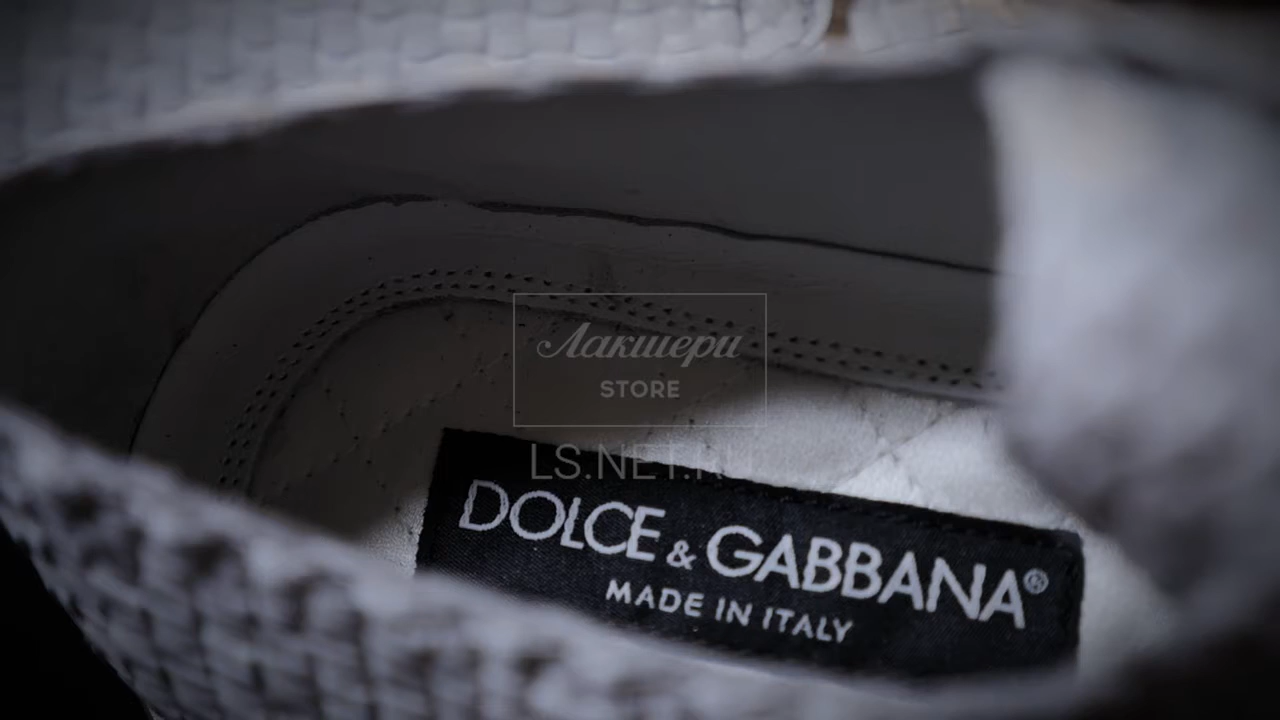 Лакшери
STORE
LS.NET.RU
DOLCE & GABBANA®
MADE IN ITALY